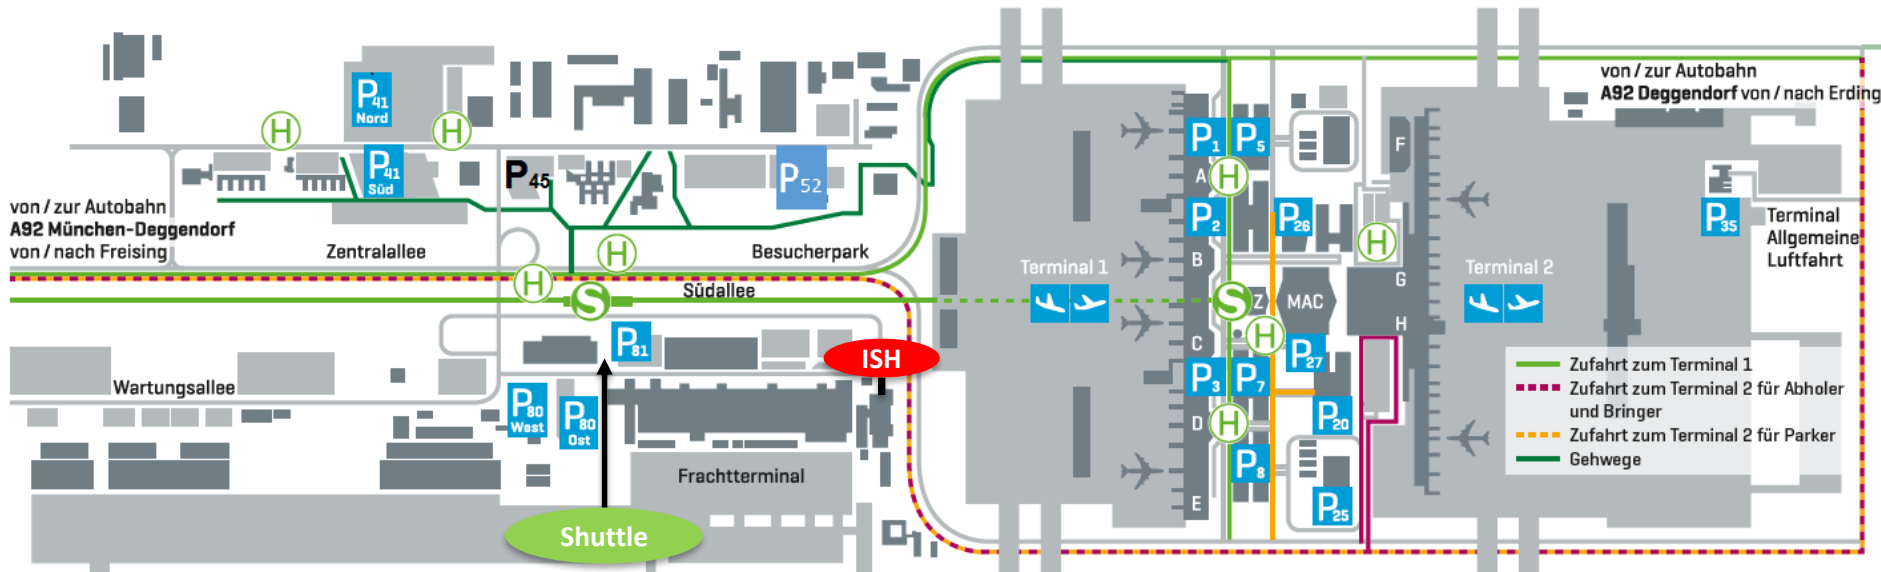 von / zur Autobahn
A92 Deggendorf von / nach Erding
P41
Nord
H
H
P1
P5
F
P41
Süd
P45
P52
A
H
P35
von / zur Autobahn
A92 München-Deggendorf
von / nach Freising
P2
P26
Terminal
Allgemeine
Luftfahrt
Zentralallee
H
Besucherpark
H
B
Terminal 1
Terminal 2
G
H
S
Südallee
S
Z
MAC
H
H
P81
ISH
C
P27
Wartungsallee
P80
West
P80
Ost
P3
P7
P20
D
H
Zufahrt zum Terminal 1
Zufahrt zum Terminal 2 für Abholer
und Bringer
Zufahrt zum Terminal 2 für Parker
Gehwege
Frachtterminal
P8
E
P25
Shuttle